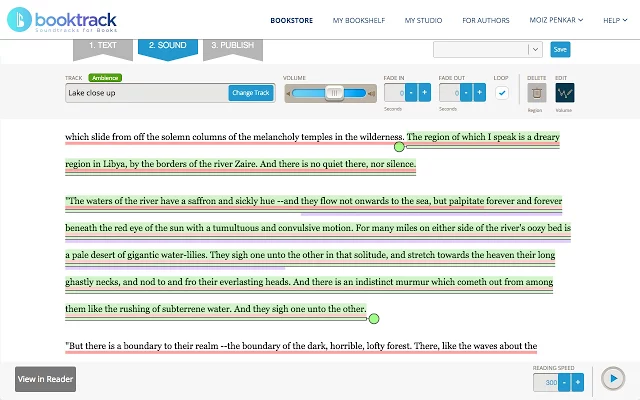 booktrack
Soundtracks for Books
BOOKSTORE
MY BOOKSHELF
MY STUDIO
FOR AUTHORS
MOIZ PENKAR
HELP
1. TEXT
2. SOUND
3. PUBLISH
Save
TRACK
Ambience
VOLUME
FADE IN
FADE OUT
LOOP
DELETE
EDIT
Lake close up
Change Track
0
-
+
0
-
+
Seconds
Seconds
Region
Volume
which slide from off the solemn columns of the melancholy temples in the wilderness. The region of which I speak is a dreary
region in Libya, by the borders of the river Zaire. And there is no quiet there, nor silence.
"The waters of the river have a saffron and sickly hue --and they flow not onwards to the sea, but palpitate forever and forever
beneath the red eye of the sun with a tumultuous and convulsive motion. For many miles on either side of the river's oozy bed is
a pale desert of gigantic water-lilies. They sigh one unto the other in that solitude, and stretch towards the heaven their long
ghastly necks, and nod to and fro their everlasting heads. And there is an indistinct murmur which cometh out from among
them like the rushing of subterrene water. And they sigh one unto the other.
"But there is a boundary to their realm --the boundary of the dark, horrible, lofty forest. There, like the waves about the
View in Reader
READING SPEED
300
-
+